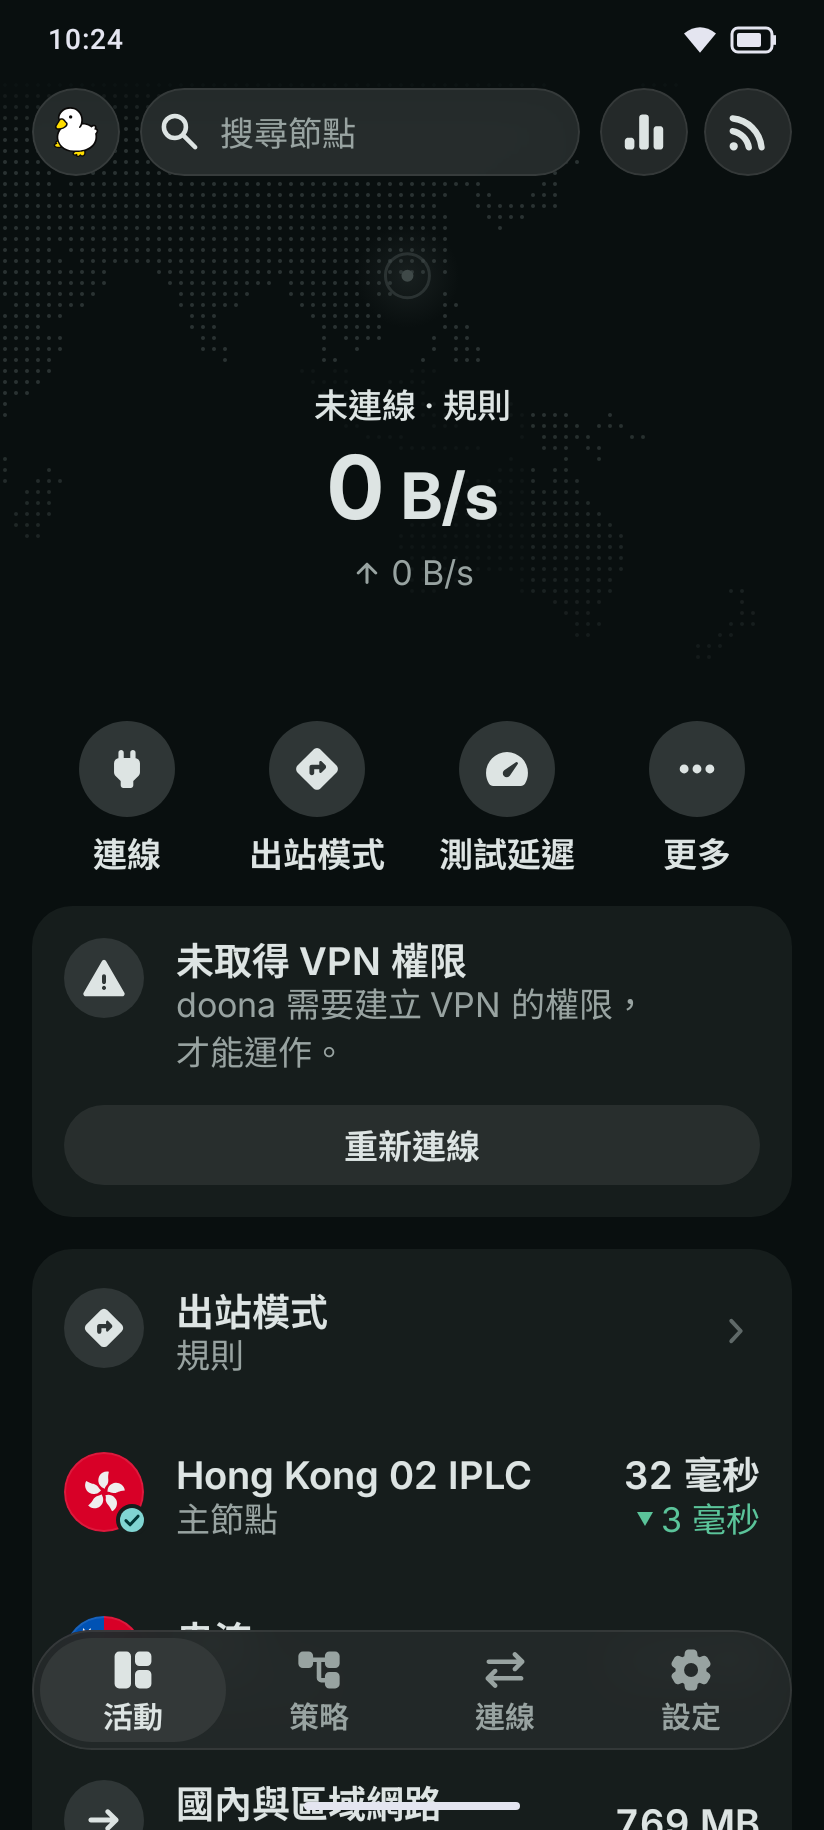 10:24
搜尋節點
未連線 · 規則
0 B/s
↑ 0 B/s
連線
出站模式
測試延遲
更多
未取得 VPN 權限
doona 需要建立 VPN 的權限，
才能運作。
重新連線
出站模式
規則
Hong Kong 02 IPLC
32 毫秒
主節點
▼3 毫秒
活動
策略
連線
設定
國內與區域網路
769 MB